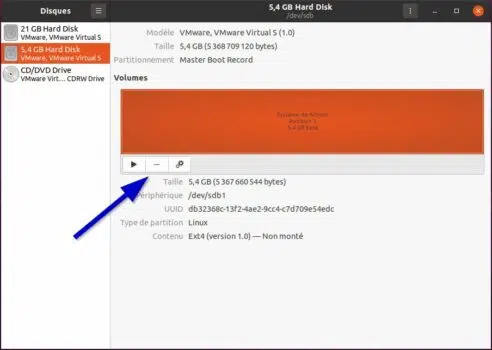 Disques
5,4 GB Hard Disk
/dev/sdb
21 GB Hard Disk
VMware, VMware Virtual S
5,4 GB Hard Disk
VMware, VMware Virtual S
CD/DVD Drive
VMware Virt… CDRW Drive
Modèle VMware, VMware Virtual S (1.0)
Taille 5,4 GB (5 368 709 120 bytes)
Partitionnement Master Boot Record
Volumes
Système de fichiers
Partition 1
5,4 GB Ext4
Taille 5,4 GB (5 367 660 544 bytes)
Périphérique /dev/sdb1
UUID db32368c-13f2-4ae2-9cc4-c7d709e54edc
Type de partition Linux
Contenu Ext4 (version 1.0) — Non monté